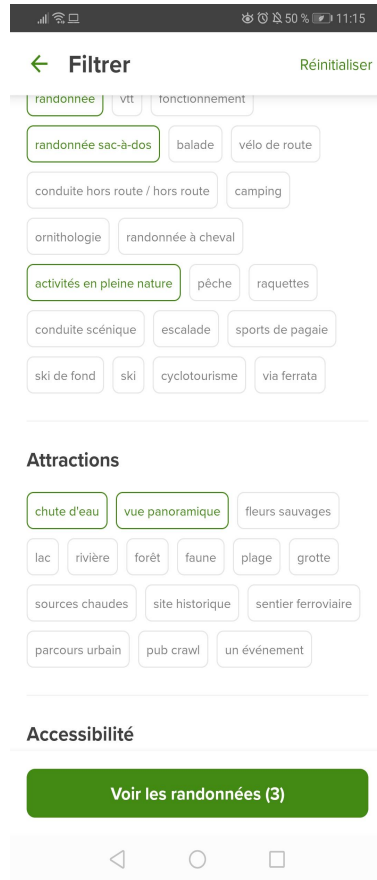 50 % 11:15
Filtrer Réinitialiser
randonnée vtt fonctionnement
randonnée sac-à-dos balade vélo de route
conduite hors route / hors route camping
ornithologie randonnée à cheval
activités en pleine nature pêche raquettes
conduite scénique escalade sports de pagaie
ski de fond ski cyclotourisme via ferrata
Attractions
chute d'eau vue panoramique fleurs sauvages
lac rivière forêt faune plage grotte
sources chaudes site historique sentier ferroviaire
parcours urbain pub crawl un événement
Accessibilité
Voir les randonnées (3)